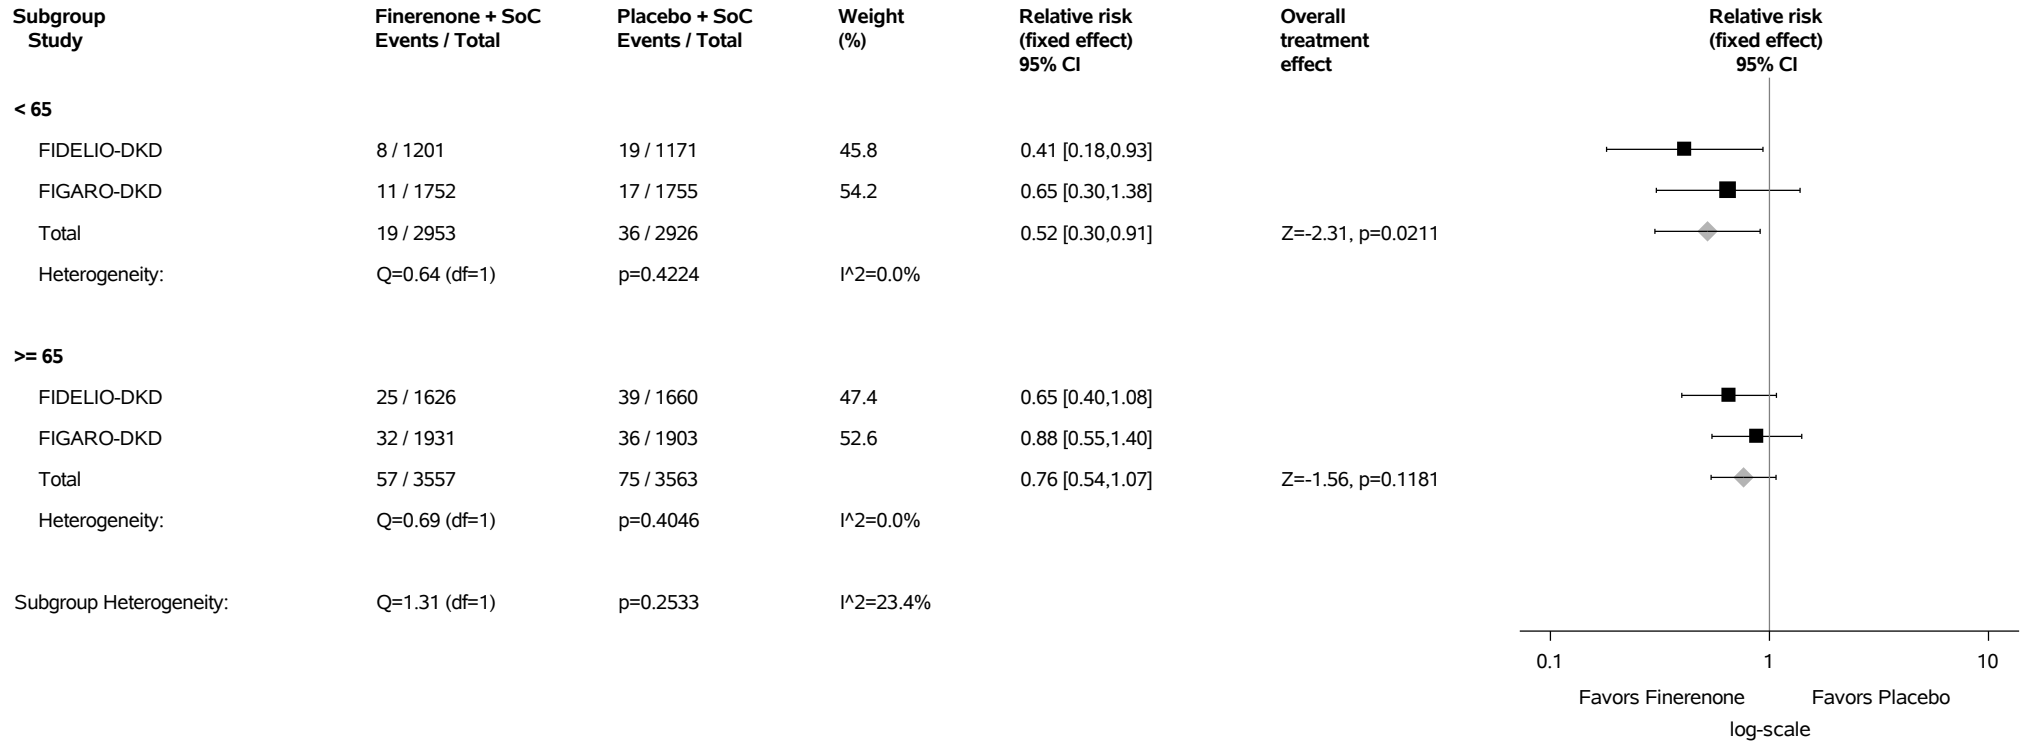 Subgroup Finerenone + SoC Placebo + SoC Weight Relative risk Overall Relative risk
Study Events / Total Events / Total (%) (fixed effect) treatment (fixed effect)
95% CI effect 95% CI
< 65
FIDELIO-DKD 8 / 1201 19 / 1171 45.8 0.41 [0.18,0.93]
FIGARO-DKD 11 / 1752 17 / 1755 54.2 0.65 [0.30,1.38]
Total 19 / 2953 36 / 2926 0.52 [0.30,0.91] Z=-2.31, p=0.0211
Heterogeneity: Q=0.64 (df=1) p=0.4224 I^2=0.0%
>= 65
FIDELIO-DKD 25 / 1626 39 / 1660 47.4 0.65 [0.40,1.08]
FIGARO-DKD 32 / 1931 36 / 1903 52.6 0.88 [0.55,1.40]
Total 57 / 3557 75 / 3563 0.76 [0.54,1.07] Z=-1.56, p=0.1181
Heterogeneity: Q=0.69 (df=1) p=0.4046 I^2=0.0%
Subgroup Heterogeneity: Q=1.31 (df=1) p=0.2533 I^2=23.4%
0.1 1 10
Favors Finerenone Favors Placebo
log-scale